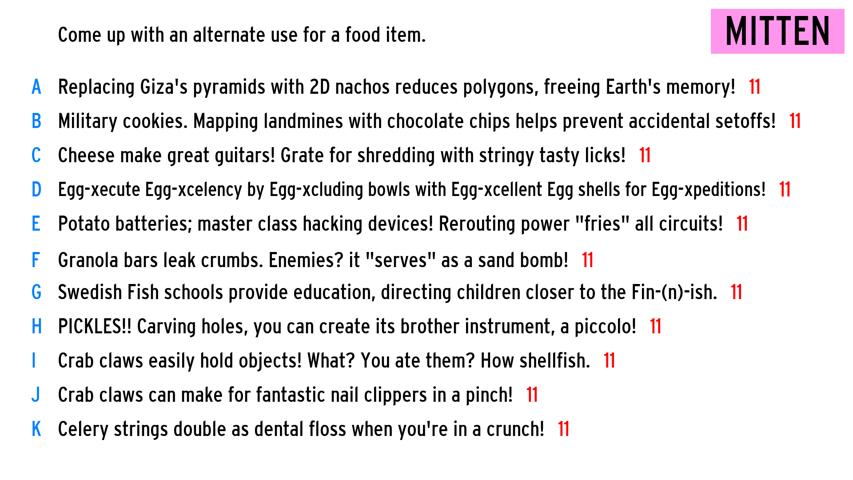 Come up with an alternate use for a food item.
MITTEN
A Replacing Giza's pyramids with 2D nachos reduces polygons, freeing Earth's memory! 11
B Military cookies. Mapping landmines with chocolate chips helps prevent accidental setoffs! 11
C Cheese make great guitars! Grate for shredding with stringy tasty licks! 11
D Egg-xecute Egg-xcelency by Egg-xcluding bowls with Egg-xcellent Egg shells for Egg-xpeditions! 11
E Potato batteries; master class hacking devices! Rerouting power "fries" all circuits! 11
F Granola bars leak crumbs. Enemies? it "serves" as a sand bomb! 11
G Swedish Fish schools provide education, directing children closer to the Fin-(n)-ish. 11
H PICKLES!! Carving holes, you can create its brother instrument, a piccolo! 11
I Crab claws easily hold objects! What? You ate them? How shellfish. 11
J Crab claws can make for fantastic nail clippers in a pinch! 11
K Celery strings double as dental floss when you're in a crunch! 11